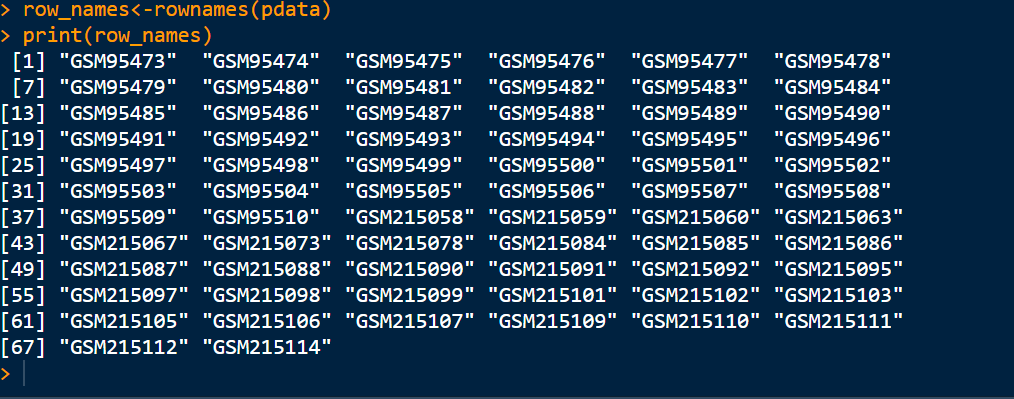 > row_names<-rownames(pdata)
> print(row_names)
[1] "GSM95473" "GSM95474" "GSM95475" "GSM95476" "GSM95477" "GSM95478"
[7] "GSM95479" "GSM95480" "GSM95481" "GSM95482" "GSM95483" "GSM95484"
[13] "GSM95485" "GSM95486" "GSM95487" "GSM95488" "GSM95489" "GSM95490"
[19] "GSM95491" "GSM95492" "GSM95493" "GSM95494" "GSM95495" "GSM95496"
[25] "GSM95497" "GSM95498" "GSM95499" "GSM95500" "GSM95501" "GSM95502"
[31] "GSM95503" "GSM95504" "GSM95505" "GSM95506" "GSM95507" "GSM95508"
[37] "GSM95509" "GSM95510" "GSM215058" "GSM215059" "GSM215060" "GSM215063"
[43] "GSM215067" "GSM215073" "GSM215078" "GSM215084" "GSM215085" "GSM215086"
[49] "GSM215087" "GSM215088" "GSM215090" "GSM215091" "GSM215092" "GSM215095"
[55] "GSM215097" "GSM215098" "GSM215099" "GSM215101" "GSM215102" "GSM215103"
[61] "GSM215105" "GSM215106" "GSM215107" "GSM215109" "GSM215110" "GSM215111"
[67] "GSM215112" "GSM215114"
>